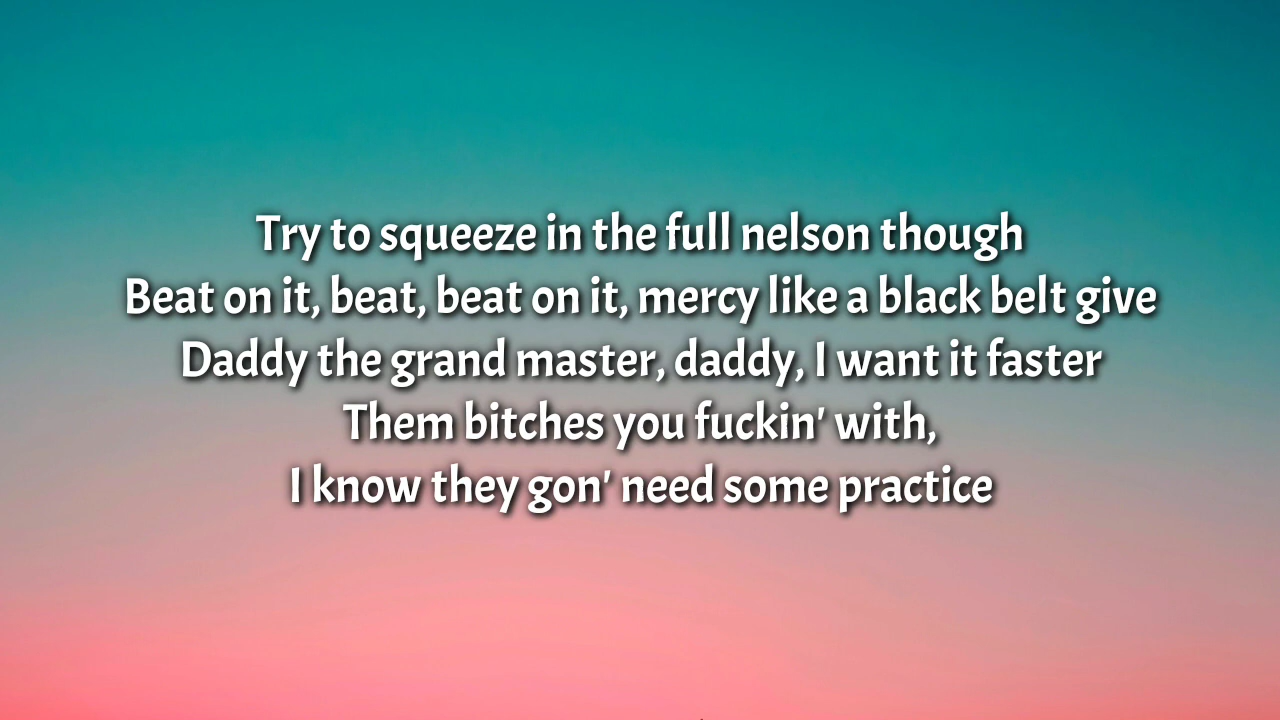 Try to squeeze in the full nelson though
Beat on it, beat, beat on it, mercy like a black belt give
Daddy the grand master, daddy, I want it faster
Them bitches you fuckin' with,
I know they gon' need some practice